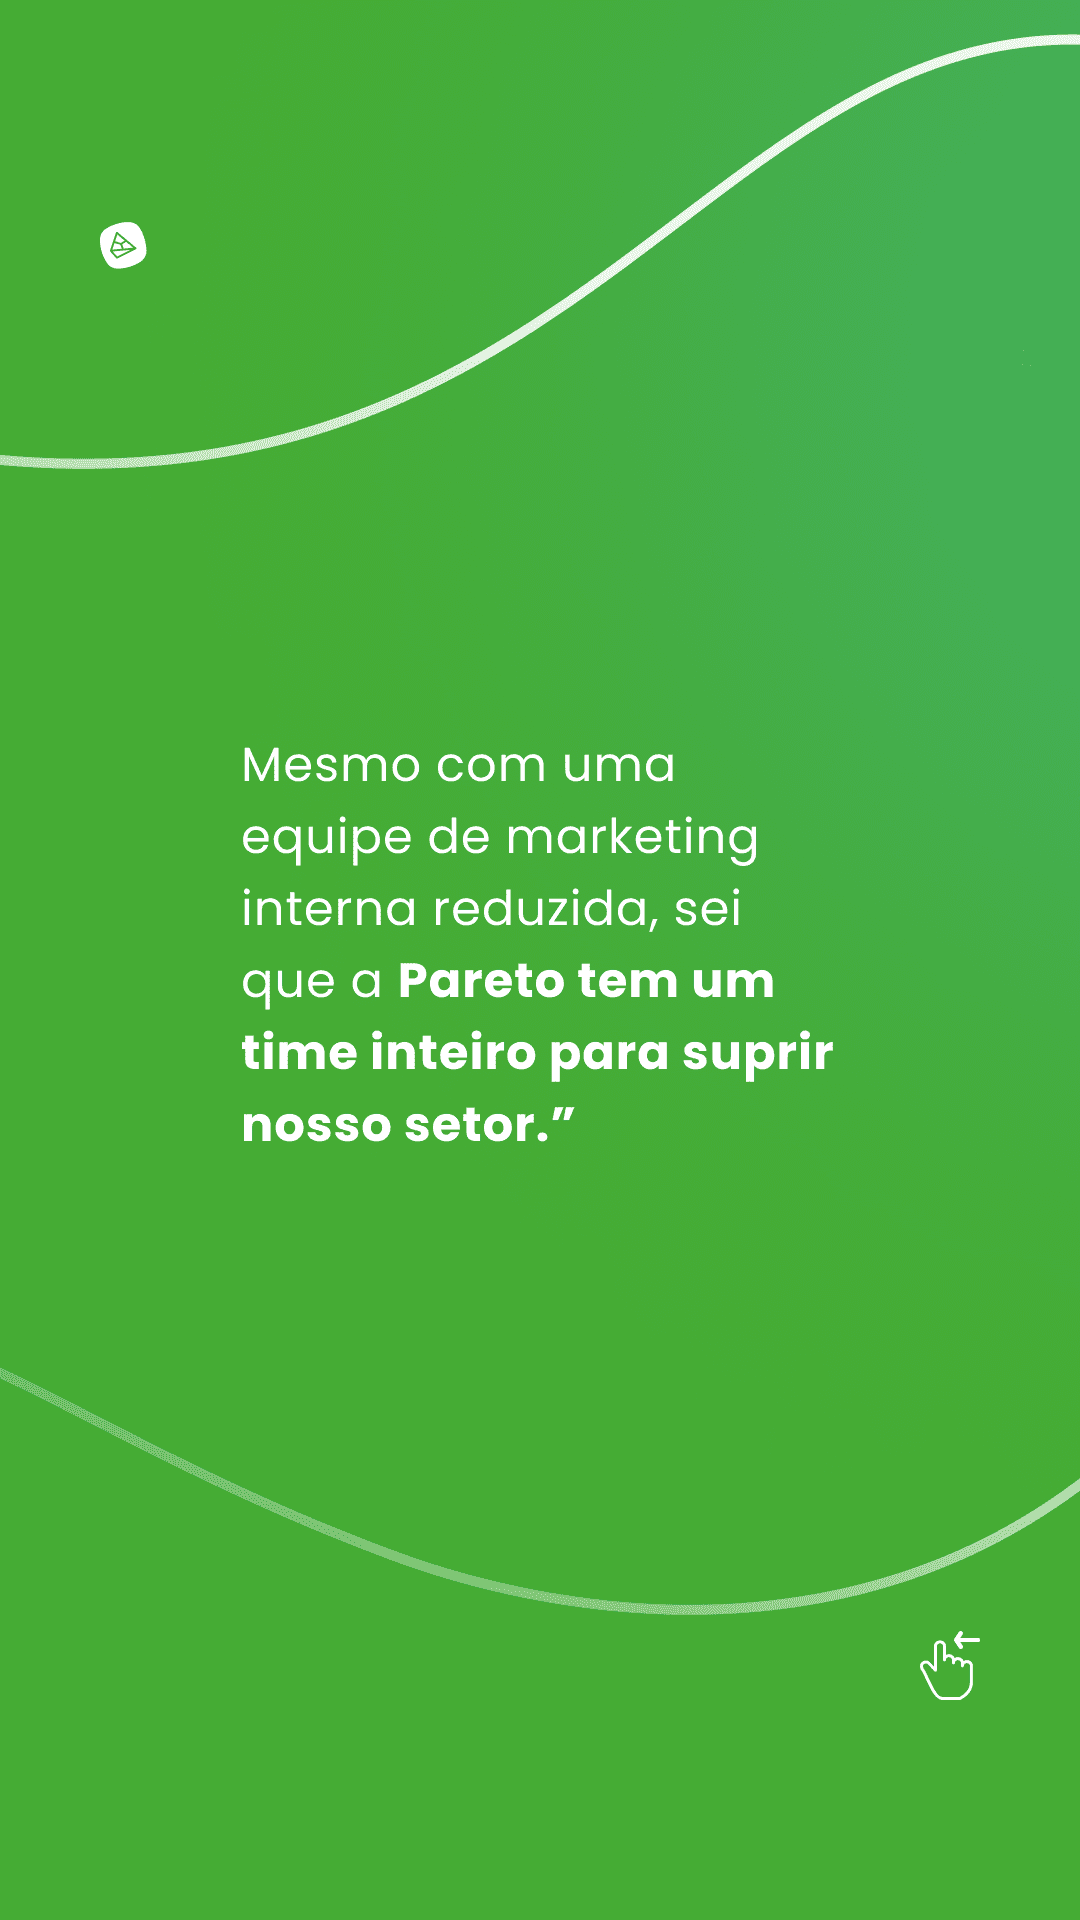 Mesmo com uma
equipe de marketing
interna reduzida, sei
que a Pareto tem um
time inteiro para suprir
nosso setor.”